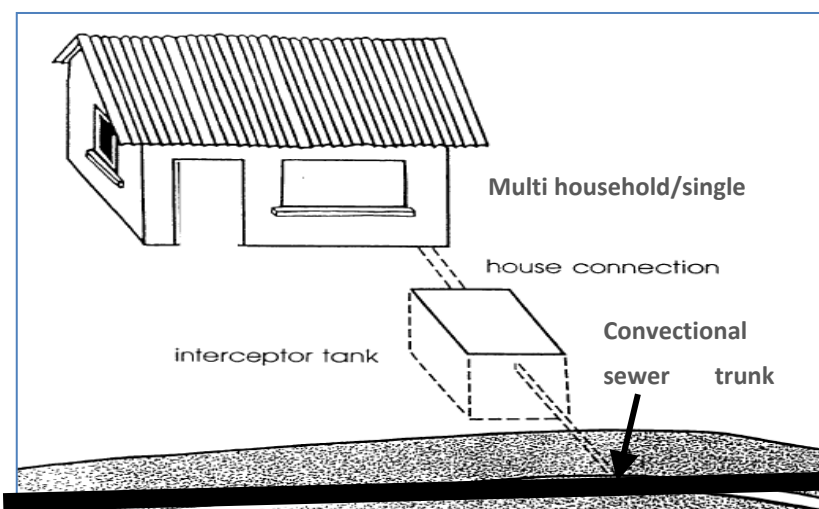 Multi household/single
house connection
interceptor tank
Convectional
sewer trunk